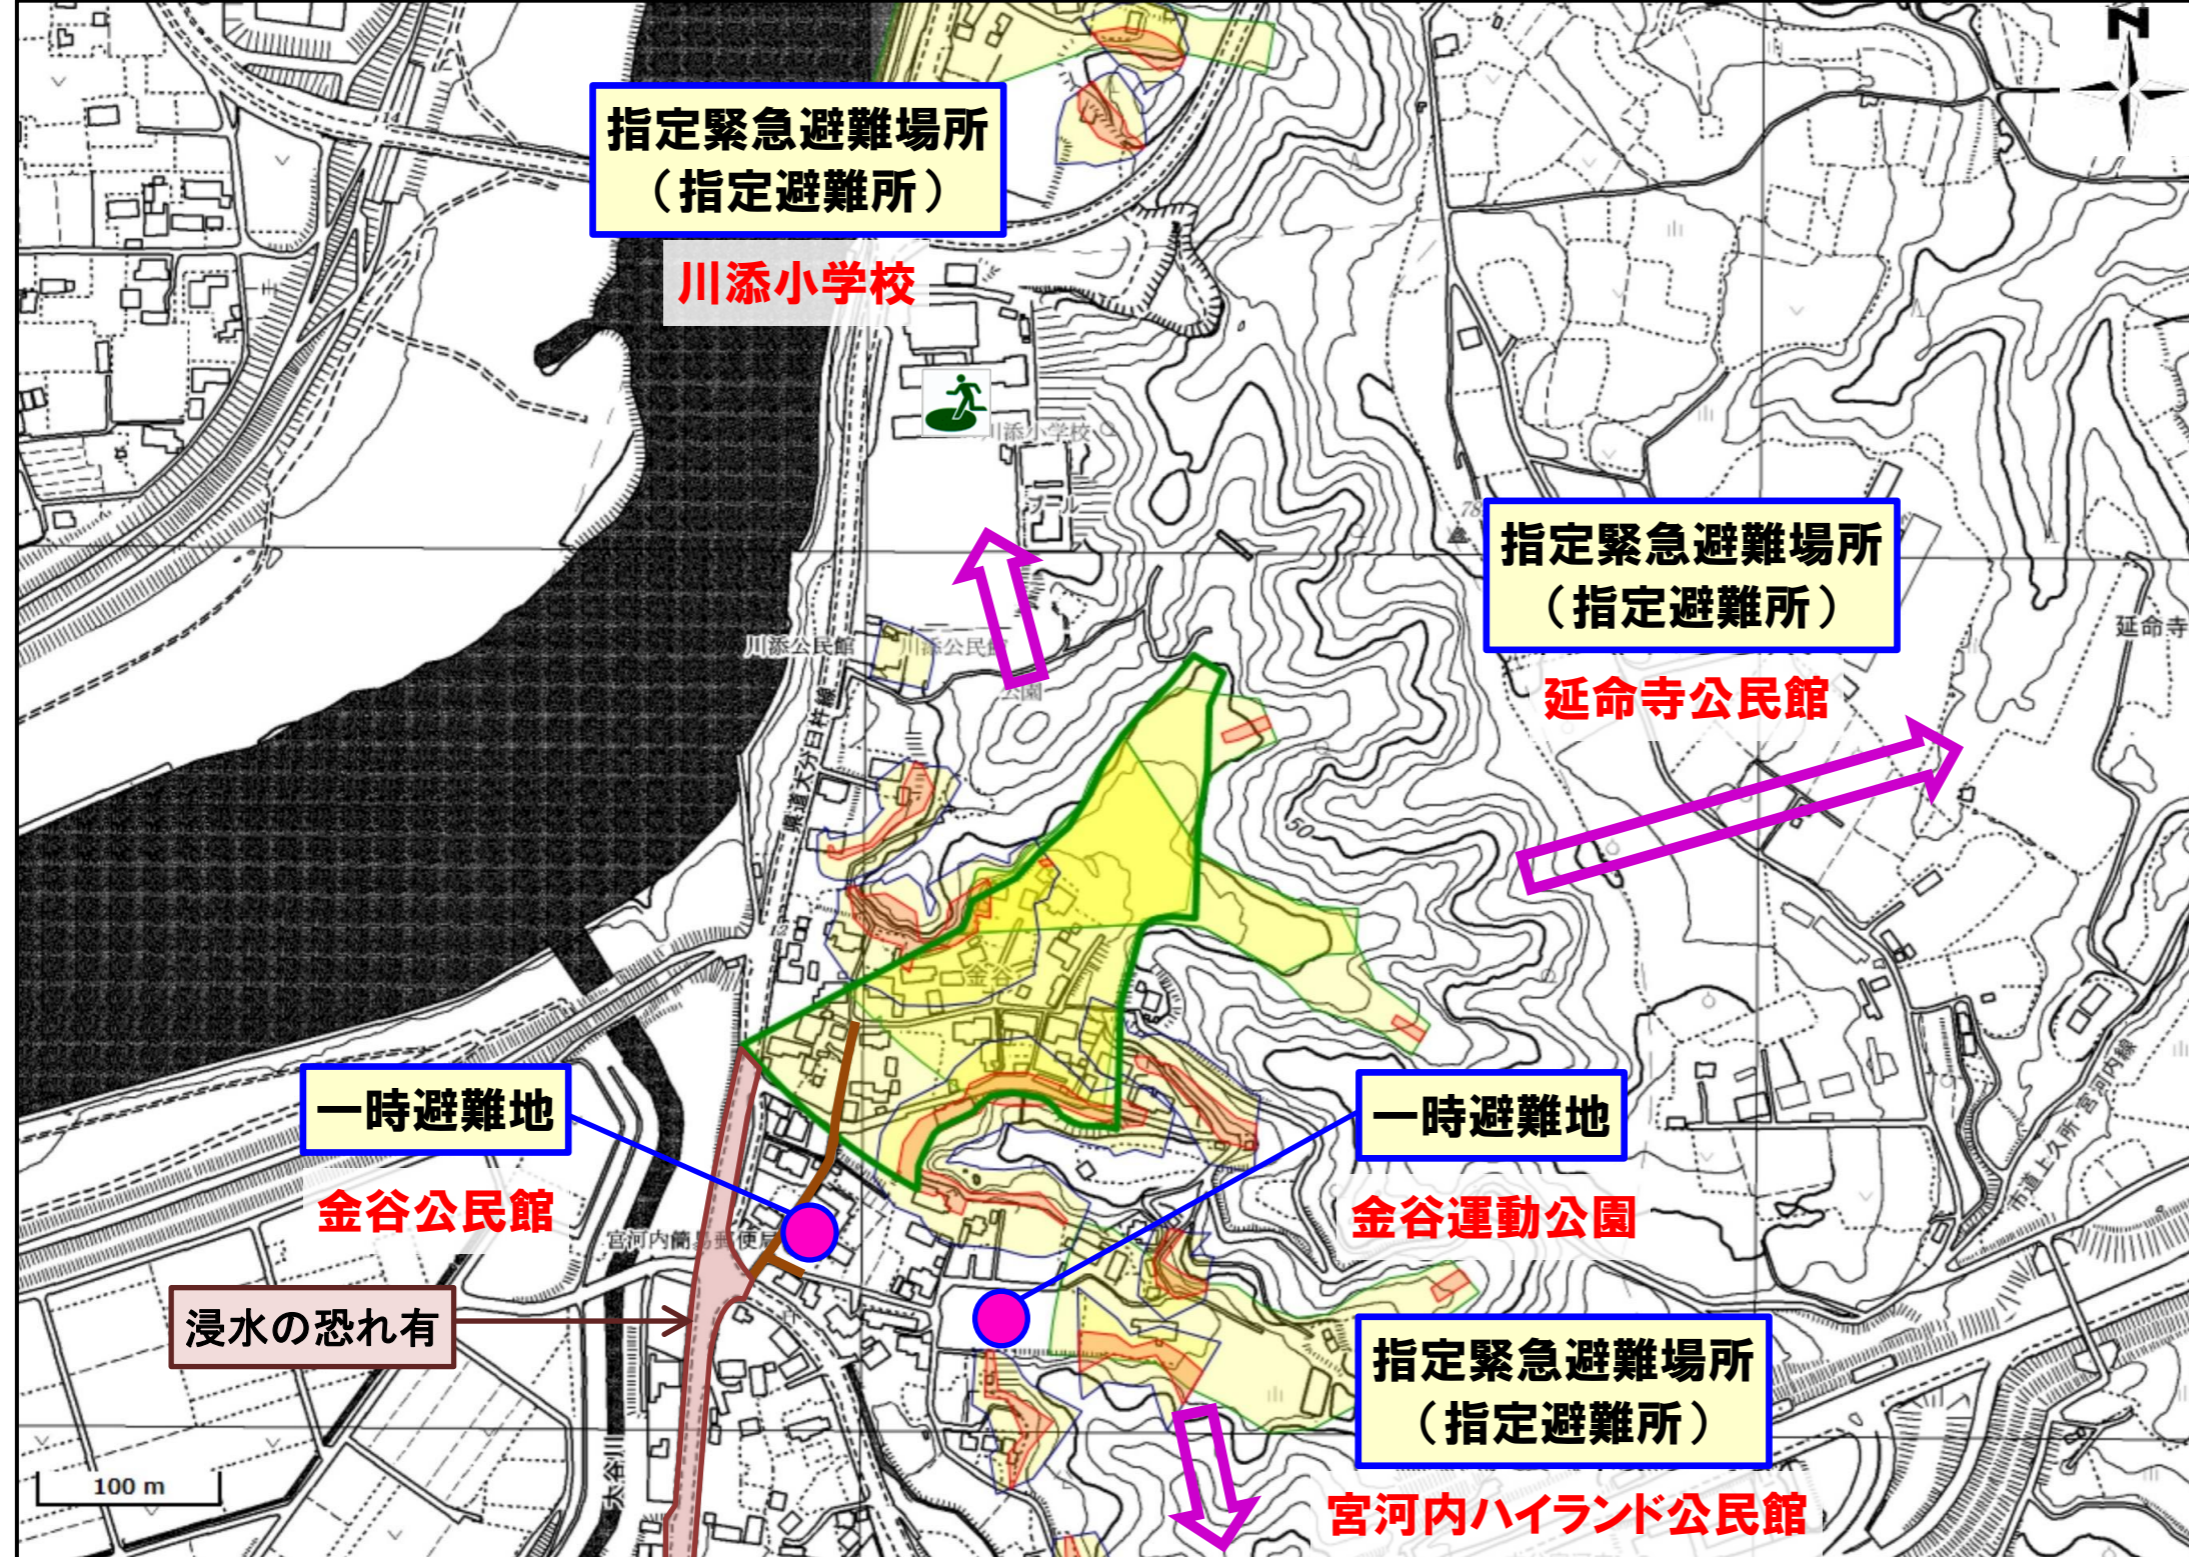 N
指定緊急避難場所
（指定避難所）
川添小学校
川添小学校
プール
78
指定緊急避難場所
（指定避難所）
延命寺公民館
延命寺
川添公民館
川添公民館
公園
県道大分臼杵線
50
12
金谷
一時避難地
金谷公民館
宮河内簡易郵便局
一時避難地
金谷運動公園
市道上久所宮河内線
浸水の恐れ有
指定緊急避難場所
（指定避難所）
宮河内ハイランド公民館
大谷川
100 m